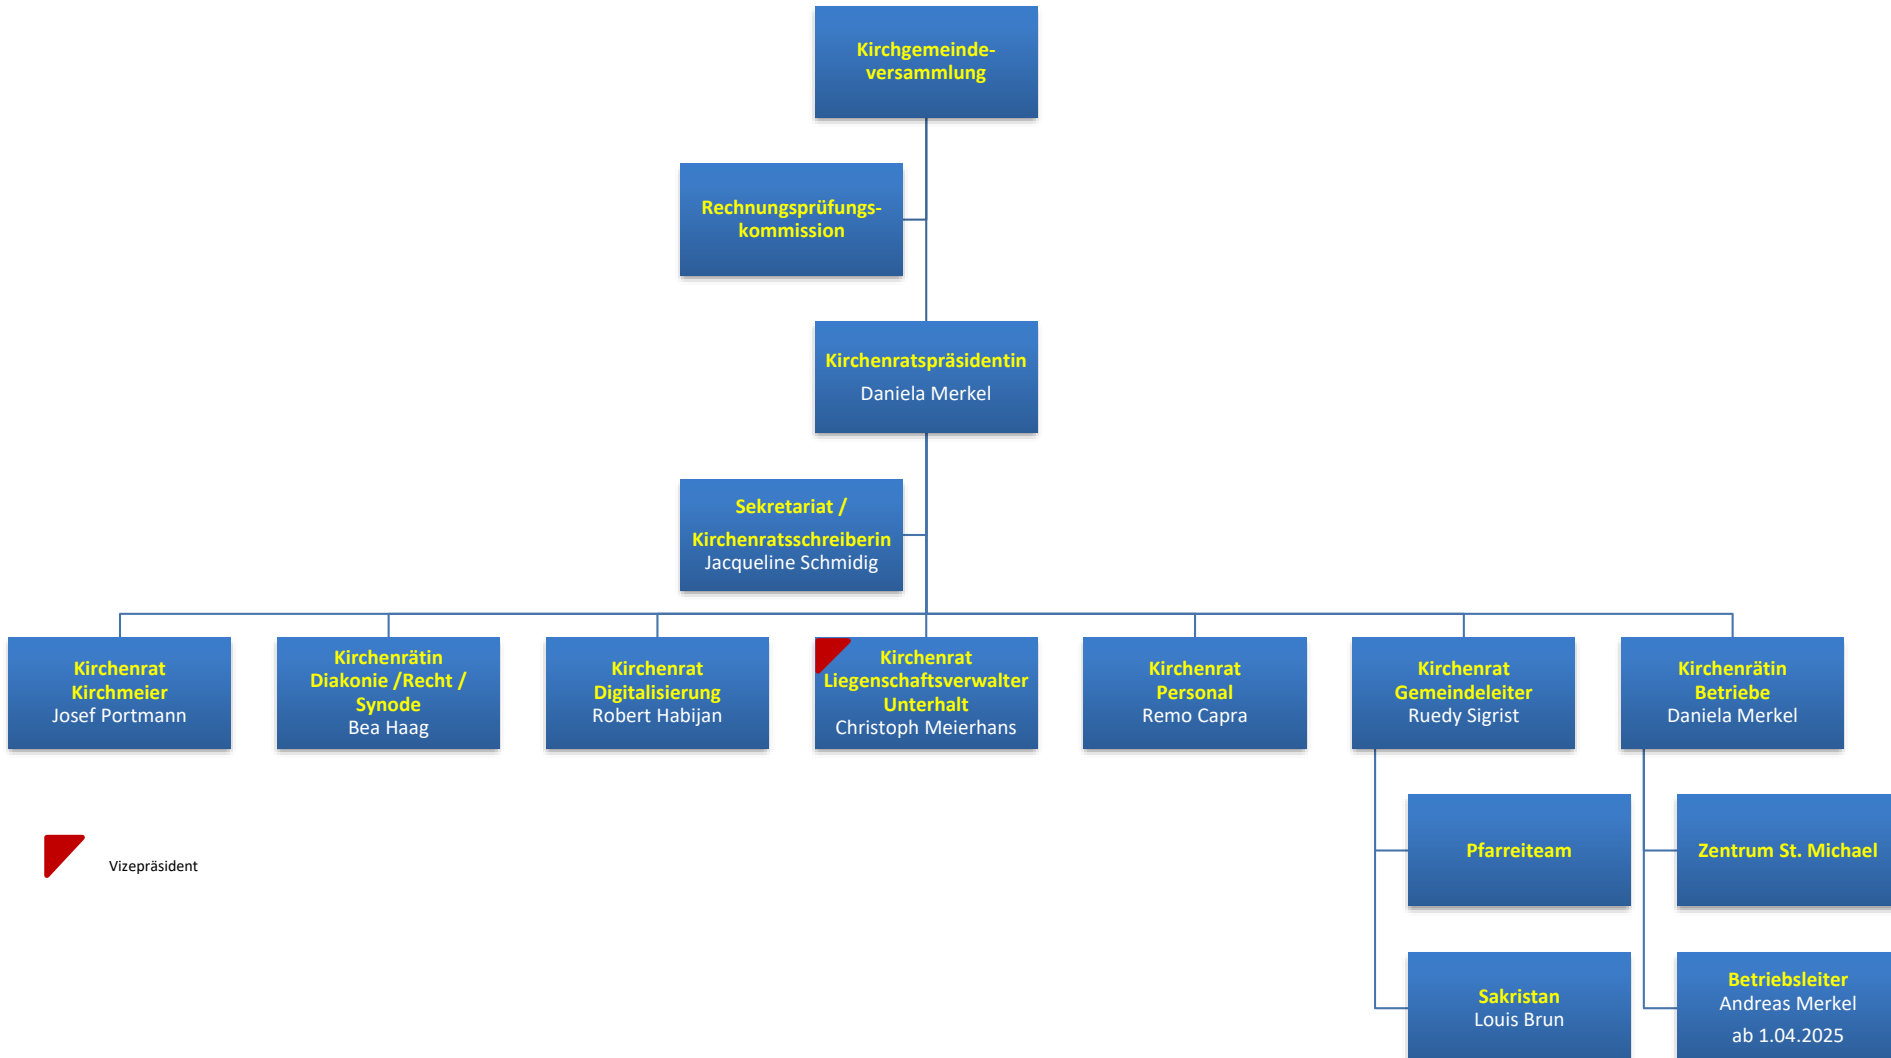 Kirchgemeinde-
versammlung
Rechnungsprüfungs-
kommission
Kirchenratspräsidentin
Daniela Merkel
Sekretariat /
Kirchenratsschreiberin
Jacqueline Schmidig
Kirchenrat
Kirchmeier
Josef Portmann
Kirchenrätin
Diakonie /Recht /
Synode
Bea Haag
Kirchenrat
Digitalisierung
Robert Habijan
Kirchenrat
Liegenschaftsverwalter
Unterhalt
Christoph Meierhans
Kirchenrat
Personal
Remo Capra
Kirchenrat
Gemeindeleiter
Ruedy Sigrist
Kirchenrätin
Betriebe
Daniela Merkel
Vizepräsident
Pfarreiteam
Zentrum St. Michael
Sakristan
Louis Brun
Betriebsleiter
Andreas Merkel
ab 1.04.2025